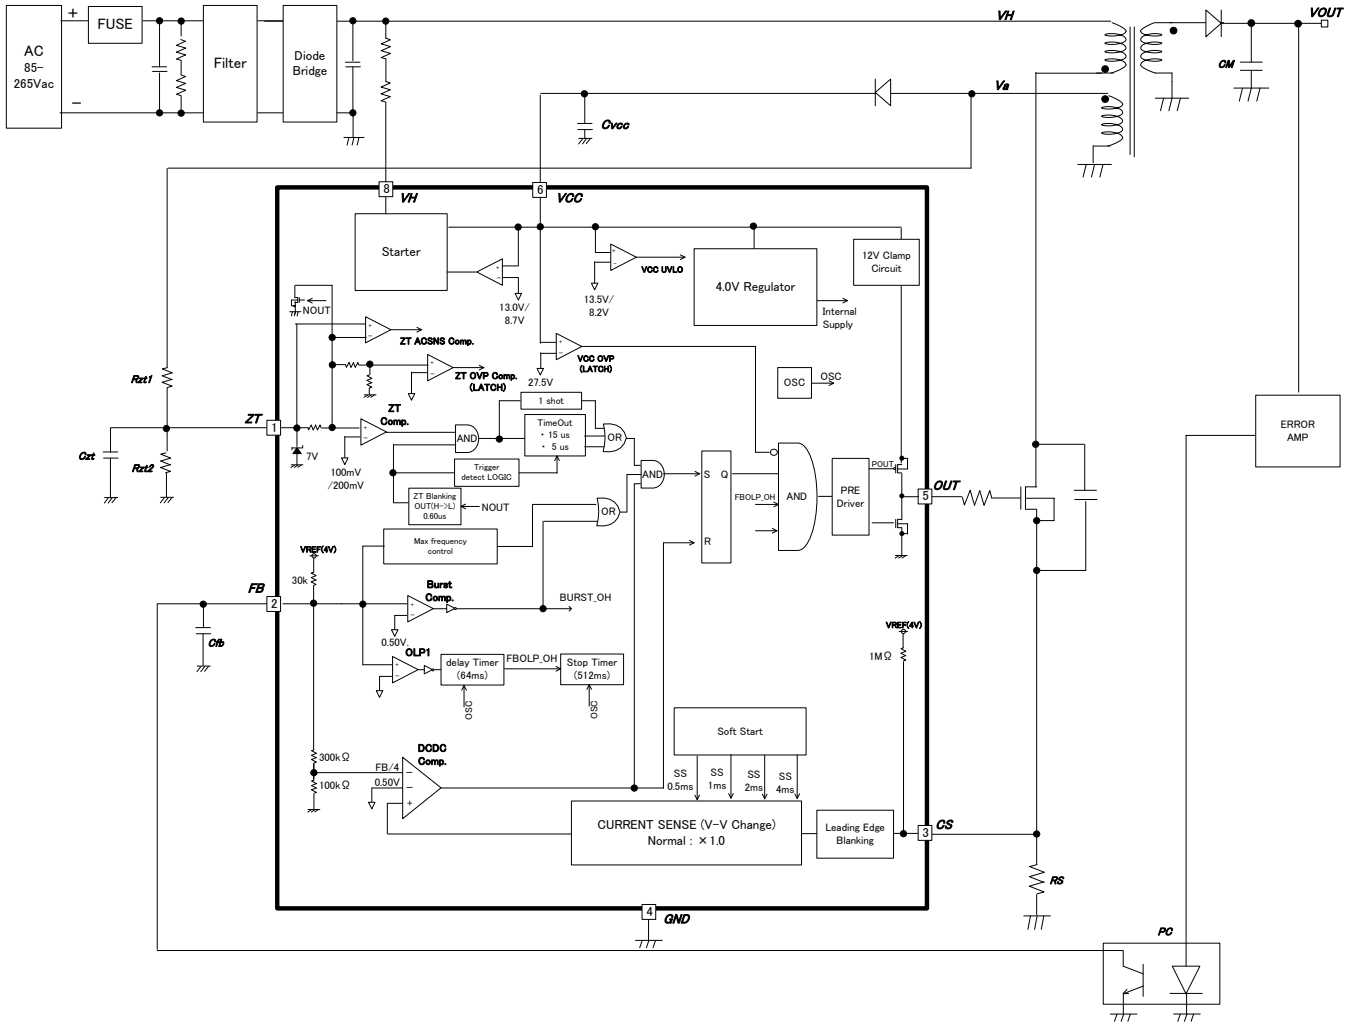 AC
85-
265Vac
+
-
FUSE
Filter
Diode
Bridge
VH
Va
VOUT
CM
Cvcc
8
VH
6
VCC
Starter
13.0V/
8.7V
+
-
VCC UVLO
13.5V/
8.2V
4.0V Regulator
Internal
Supply
12V Clamp
Circuit
NOUT
ZT ACSNS Comp.
ZT OVP Comp.
(LATCH)
VCC OVP
(LATCH)
27.5V
OSC
OSC
Rzt1
ZT
1
Czt
Rzt2
7V
ZT
Comp.
100mV
/200mV
AND
1 shot
TimeOut
・15 us
・5 us
OR
Trigger
detect LOGIC
ZT Blanking
OUT(H->L)
0.60us
NOUT
AND
OR
S
Q
R
FBOLP_OH
AND
PRE
Driver
POUT
5
OUT
ERROR
AMP
Max frequency
control
VREF(4V)
30k
FB
2
Cfb
Burst
Comp.
0.50V.
BURST_OH
OLP1
delay Timer
(64ms)
FBOLP_OH
Stop Timer
(512ms)
OSC
OSC
VREF(4V)
1MΩ
300kΩ
100kΩ
FB/4
0.50V
DCDC
Comp.
-
-
+
Soft Start
SS
0.5ms
SS
1ms
SS
2ms
SS
4ms
CURRENT SENSE (V-V Change)
Normal : ×1.0
Leading Edge
Blanking
3
CS
RS
4
GND
PC